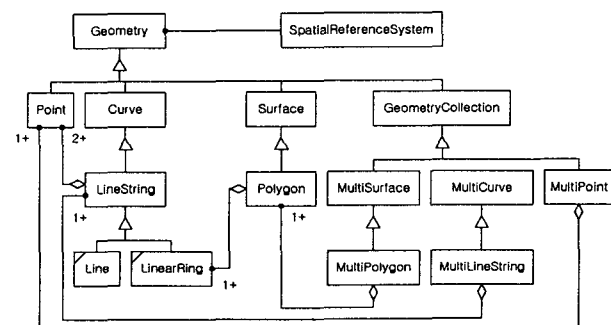 Geometry
SpatialReferenceSystem
Point
Curve
Surface
GeometryCollection
1+
2+
LineString
Polygon
MultiSurface
MultiCurve
MultiPoint
1+
1+
Line
LinearRing
MultiPolygon
MultiLineString
1+